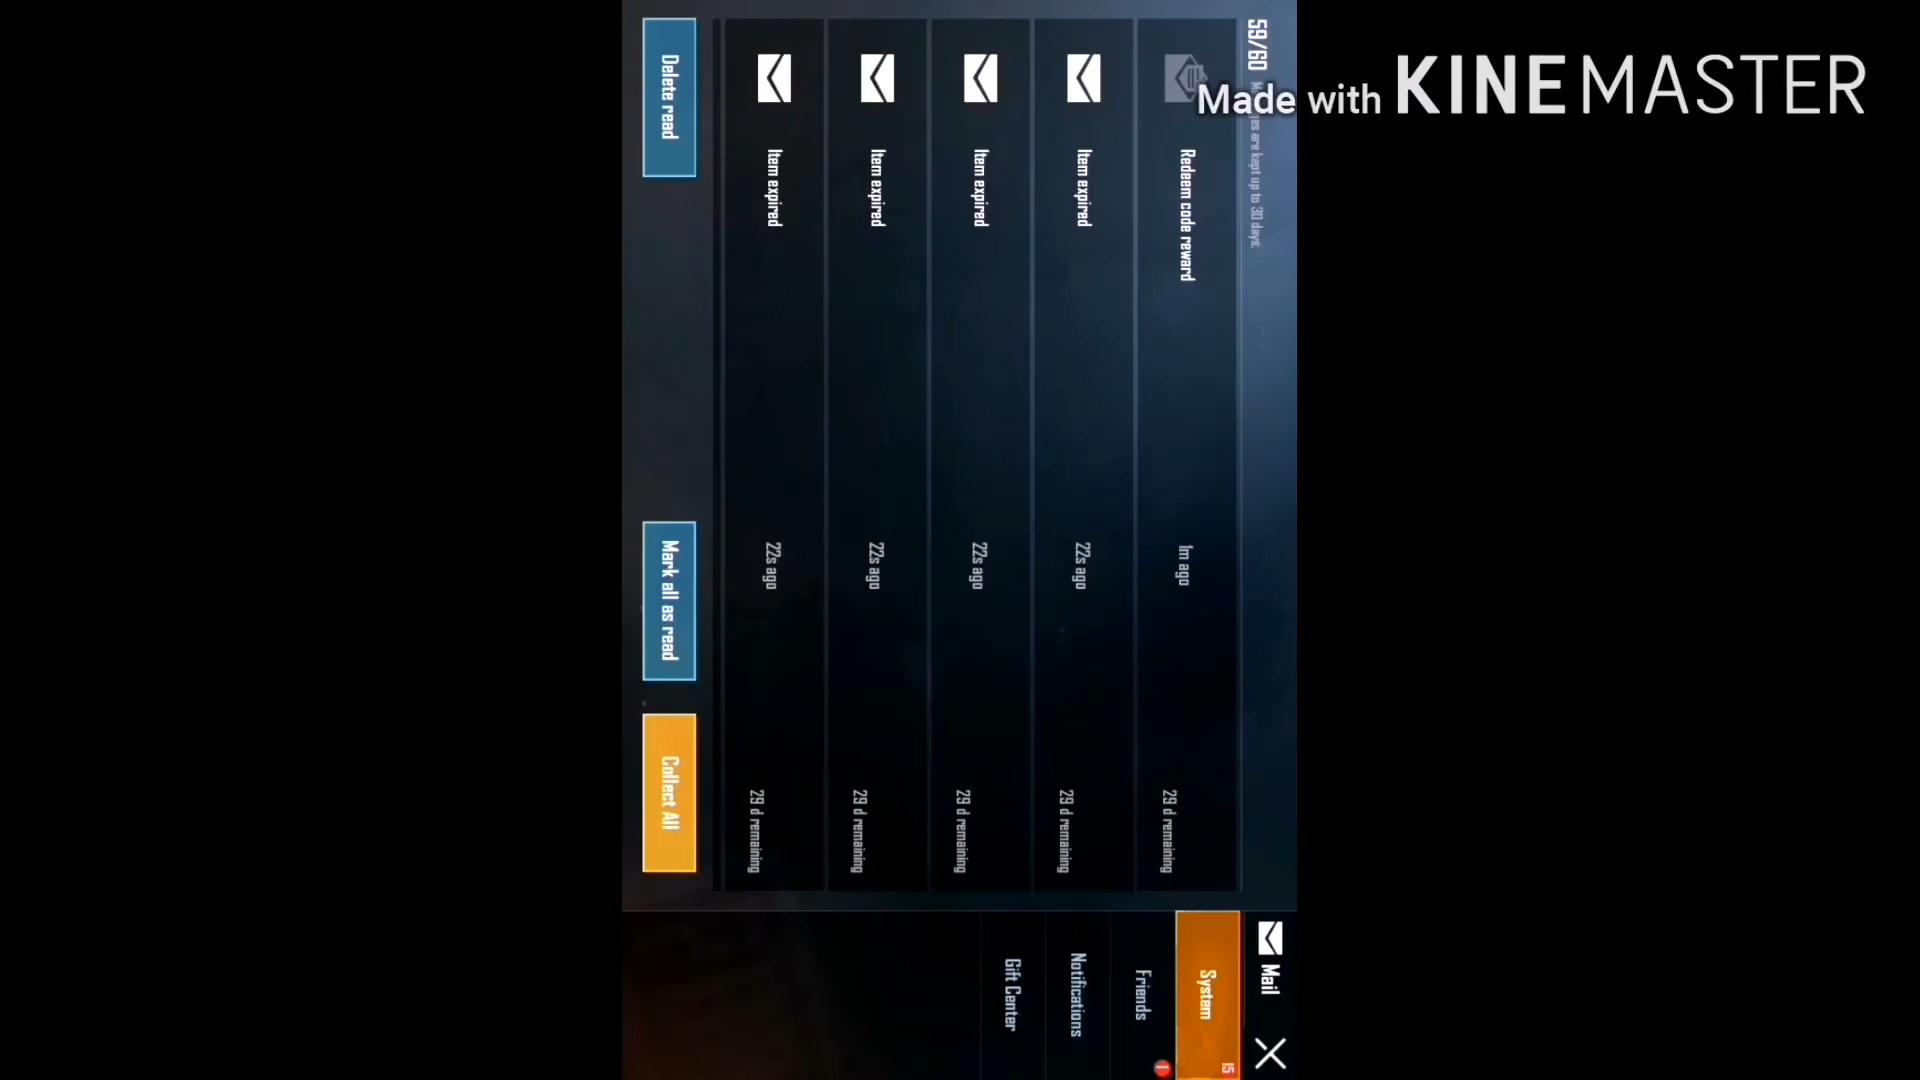 Made with KINEMASTER
59/60
Redeem code reward
1m ago
29 d remaining
Item expired
22s ago
29 d remaining
Item expired
22s ago
29 d remaining
Item expired
22s ago
29 d remaining
Item expired
22s ago
29 d remaining
Delete read
Mark all as read
Collect All
Mail
System
15
Friends
Notifications
Gift Center
are kept up to 30 days.